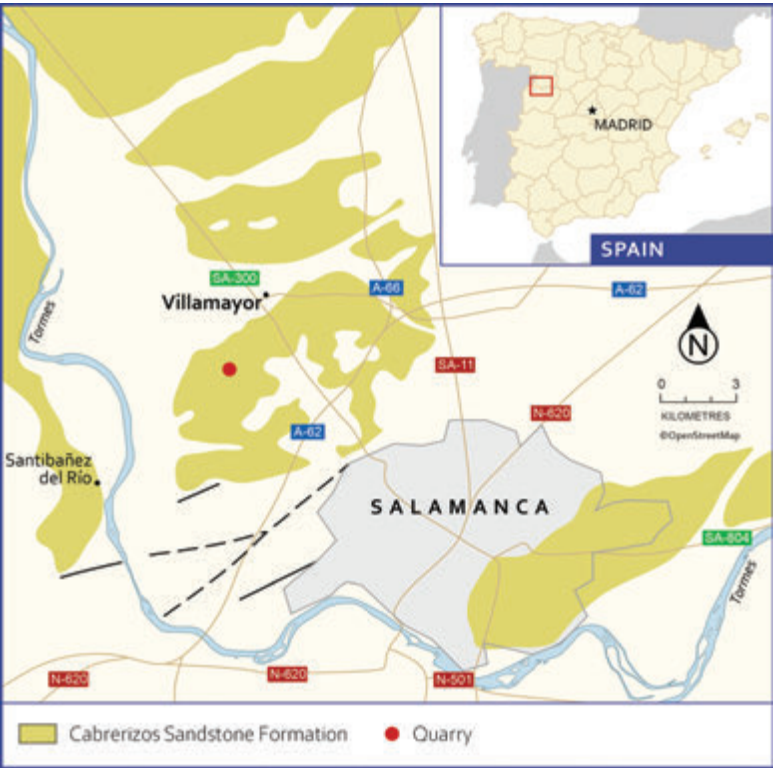 MADRID
SPAIN
SA-300
Villamayor
A-66
A-62
Tormes
N
0 3
KILOMETRES
©OpenStreetMap
SA-11
N-620
A-62
Santibañez
del Río
SALAMANCA
SA-804
Tormes
N-620
N-620
N-501
Cabrerizos Sandstone Formation
Quarry